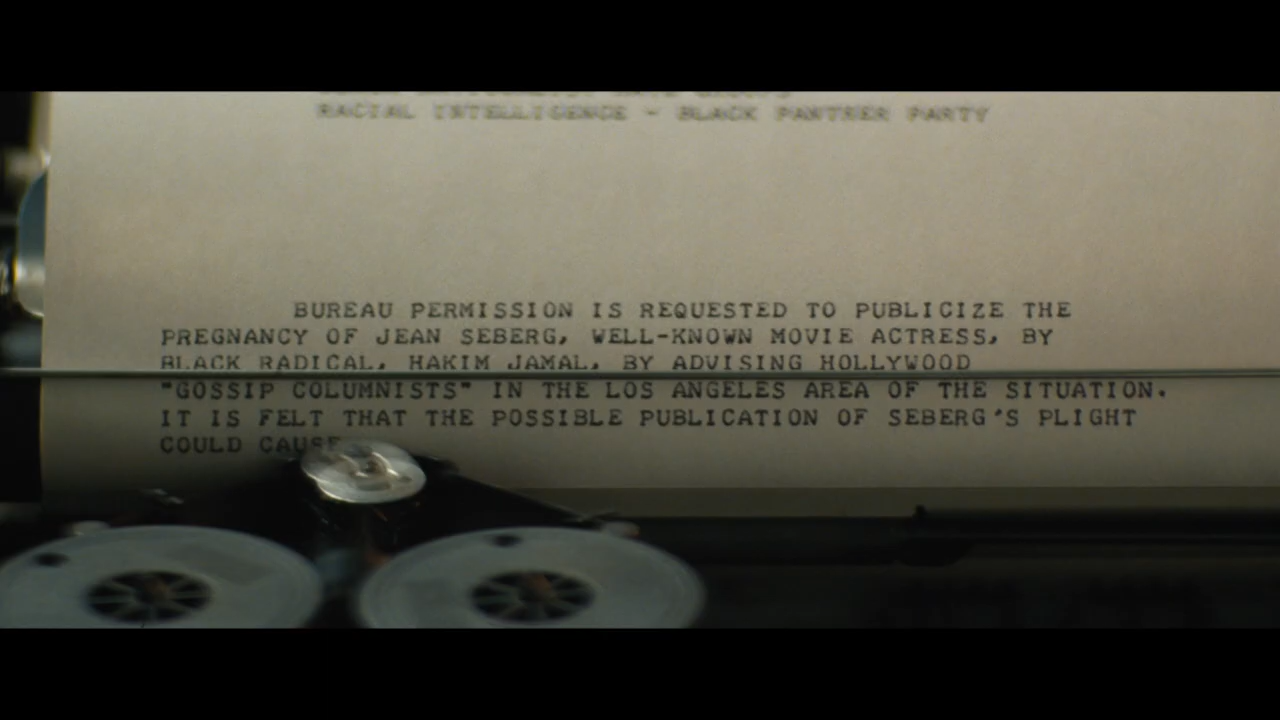 RACIAL INTELLIGENCE - BLACK PANTHER PARTY
BUREAU PERMISSION IS REQUESTED TO PUBLICIZE THE
PREGNANCY OF JEAN SEBERG, WELL-KNOWN MOVIE ACTRESS, BY
BLACK RADICAL, HAKIM JAMAL, BY ADVISING HOLLYWOOD
"GOSSIP COLUMNISTS" IN THE LOS ANGELES AREA OF THE SITUATION.
IT IS FELT THAT THE POSSIBLE PUBLICATION OF SEBERG'S PLIGHT
COULD CAUSE